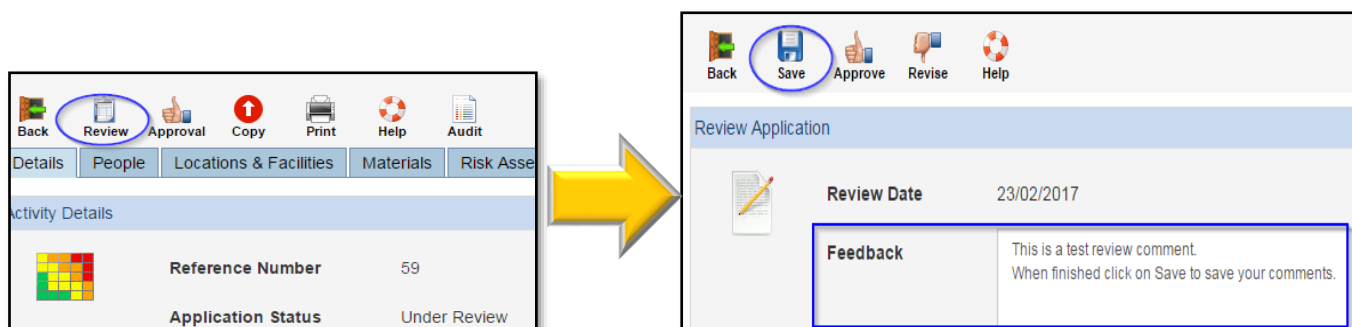 Back Review Approval Copy Print Help Audit
Details People Locations & Facilities Materials Risk Asse
Activity Details
Reference Number 59
Application Status Under Review
Back Save Approve Revise Help
Review Application
Review Date 23/02/2017
Feedback This is a test review comment.
When finished click on Save to save your comments.